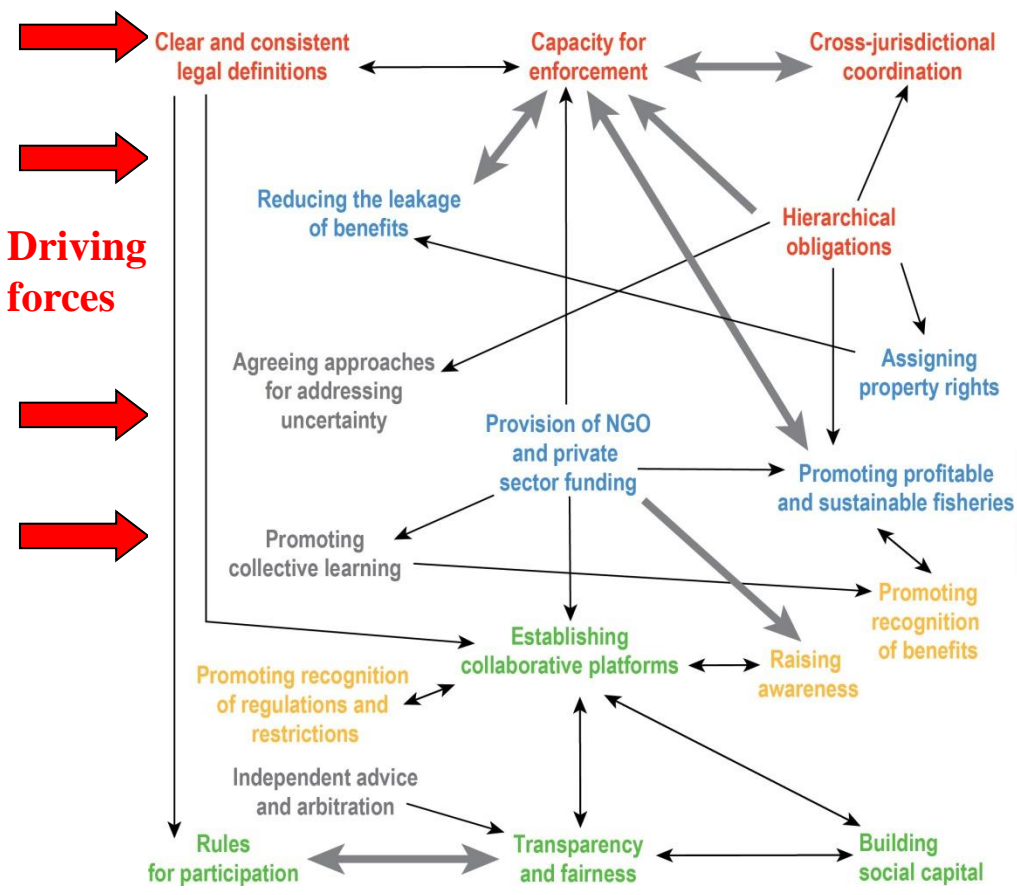 Clear and consistent
legal definitions
Capacity for
enforcement
Cross-jurisdictional
coordination
Reducing the leakage
of benefits
Hierarchical
obligations
Driving
forces
Agreeing approaches
for addressing
uncertainty
Assigning
property rights
Provision of NGO
and private
sector funding
Promoting profitable
and sustainable fisheries
Promoting
collective learning
Promoting
recognition
of benefits
Establishing
collaborative platforms
Raising
awareness
Promoting recognition
of regulations and
restrictions
Independent advice
and arbitration
Rules
for participation
Transparency
and fairness
Building
social capital